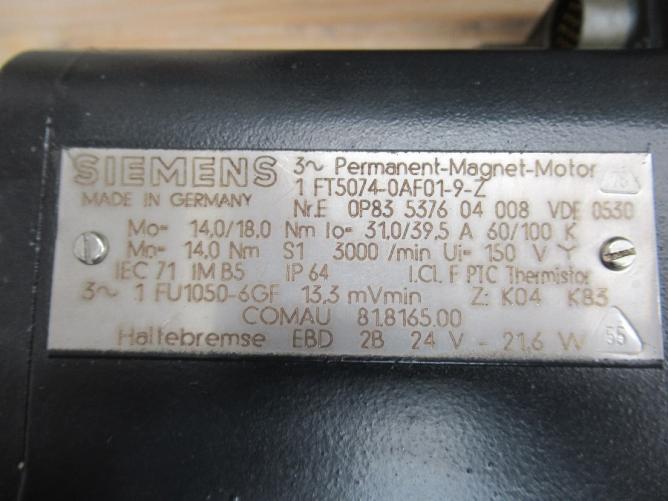 SIEMENS 3~ Permanent-Magnet-Motor
MADE IN GERMANY 1 FT5074-0AF01-9-Z 76
Nr.E 0P83 5376 04 008 VDE 0530
Mo= 14,0/18,0 Nm Io= 31,0/39,5 A 60/100 K
Mn= 14,0 Nm S1 3000 /min Ui= 150 V Y
IEC 71 IM B5 IP 64 I.Cl. F PTC Thermistor
3~ 1 FU1050-6GF 13,3 mVmin Z: K04 K83
COMAU 81.8165.00
Haltebremse EBD 2B 24 V - 21,6 W 55